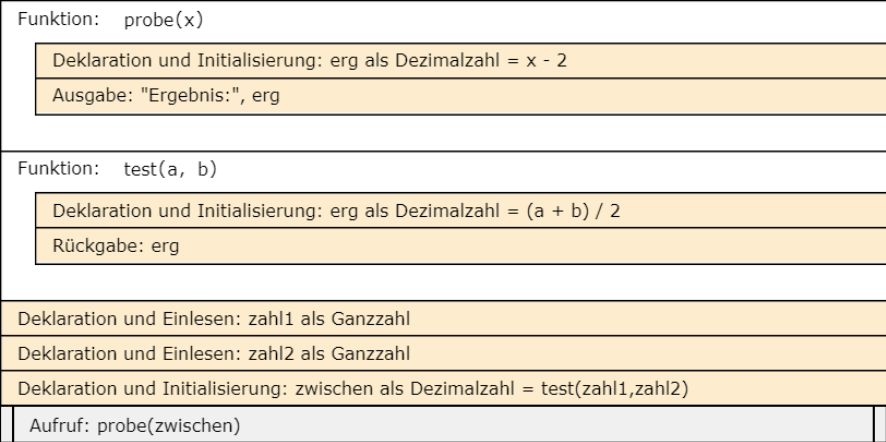 Funktion: probe(x)
Deklaration und Initialisierung: erg als Dezimalzahl = x - 2
Ausgabe: "Ergebnis:", erg
Funktion: test(a, b)
Deklaration und Initialisierung: erg als Dezimalzahl = (a + b) / 2
Rückgabe: erg
Deklaration und Einlesen: zahl1 als Ganzzahl
Deklaration und Einlesen: zahl2 als Ganzzahl
Deklaration und Initialisierung: zwischen als Dezimalzahl = test(zahl1,zahl2)
Aufruf: probe(zwischen)